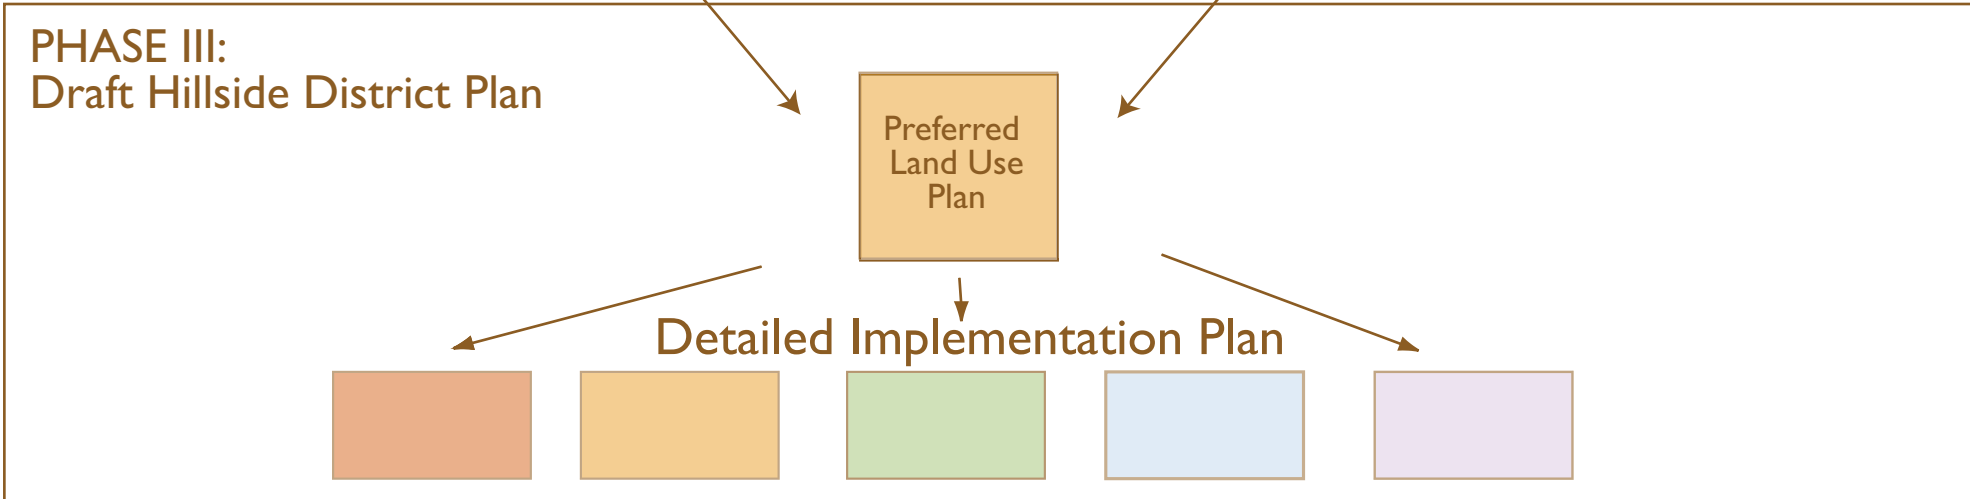 PHASE III:
Draft Hillside District Plan
Preferred
Land Use
Plan
Detailed Implementation Plan